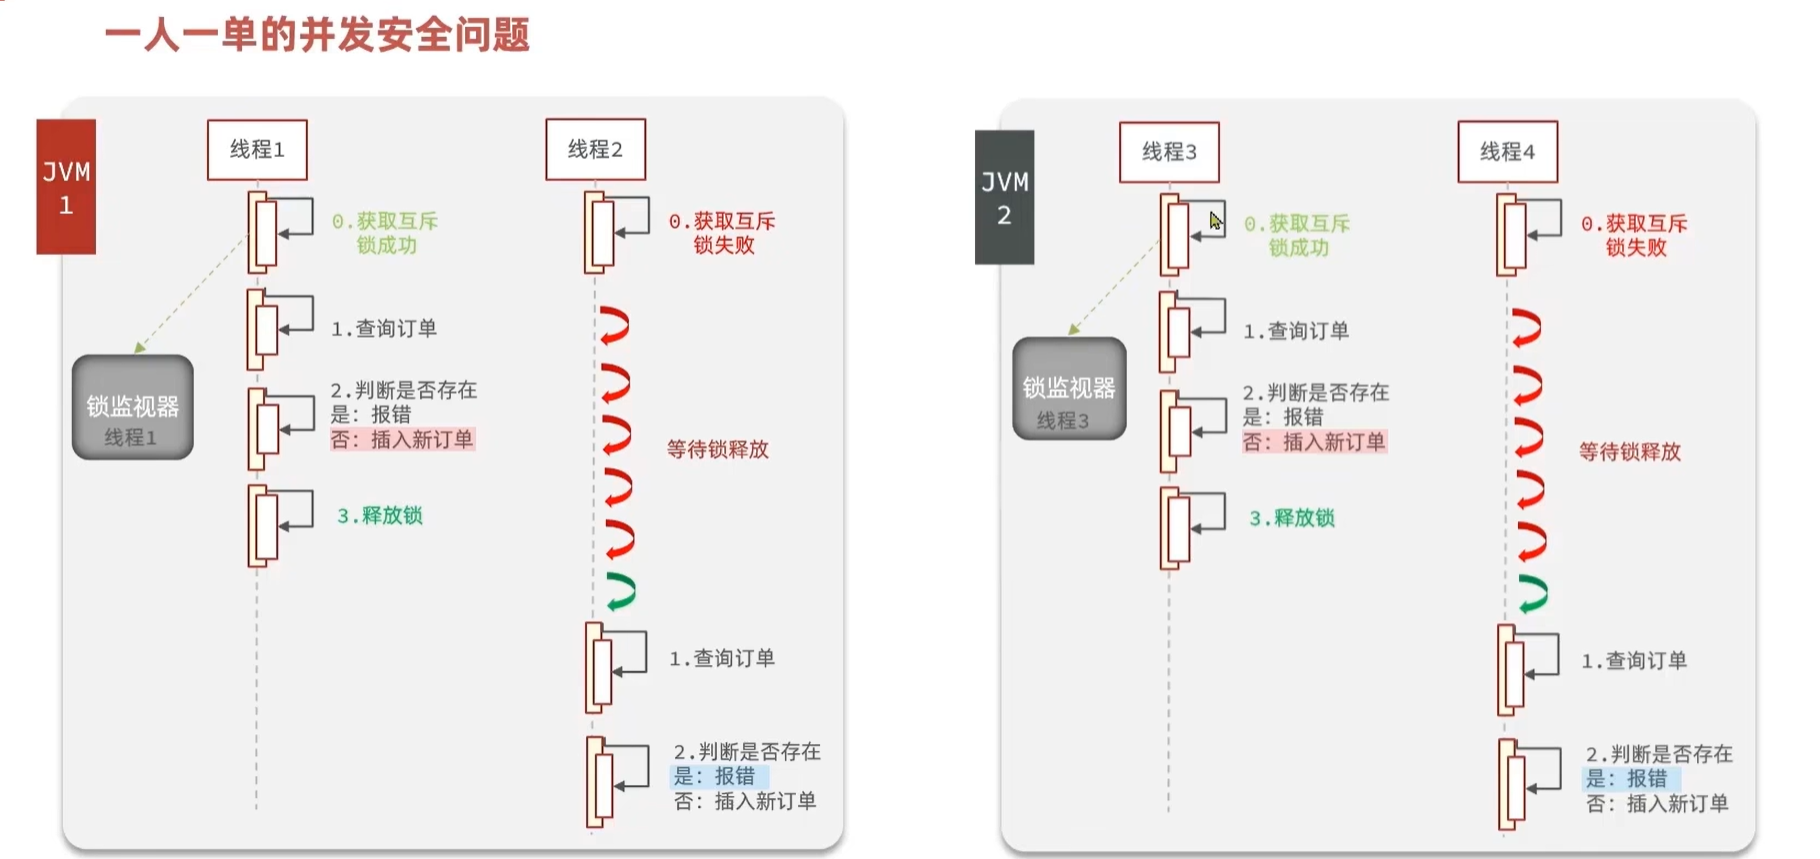 一人一单的并发安全问题
JVM
1
线程1
线程2
0.获取互斥
锁成功
0.获取互斥
锁失败
1.查询订单
锁监视器
线程1
2.判断是否存在
是: 报错
否: 插入新订单
等待锁释放
3.释放锁
1.查询订单
2.判断是否存在
是: 报错
否: 插入新订单
JVM
2
线程3
线程4
0.获取互斥
锁成功
0.获取互斥
锁失败
1.查询订单
锁监视器
线程3
2.判断是否存在
是: 报错
否: 插入新订单
等待锁释放
3.释放锁
1.查询订单
2.判断是否存在
是: 报错
否: 插入新订单